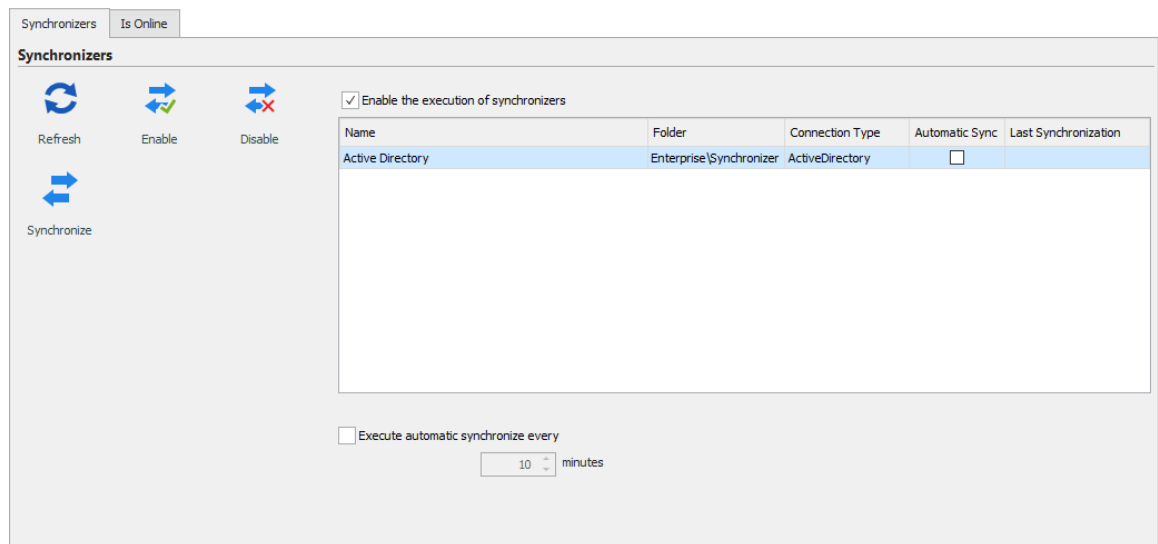 Synchronizers Is Online
Synchronizers
Refresh Enable Disable
Synchronize
Enable the execution of synchronizers
Name Folder Connection Type Automatic Sync Last Synchronization
Active Directory Enterprise\Synchronizer ActiveDirectory
Execute automatic synchronize every
10 minutes